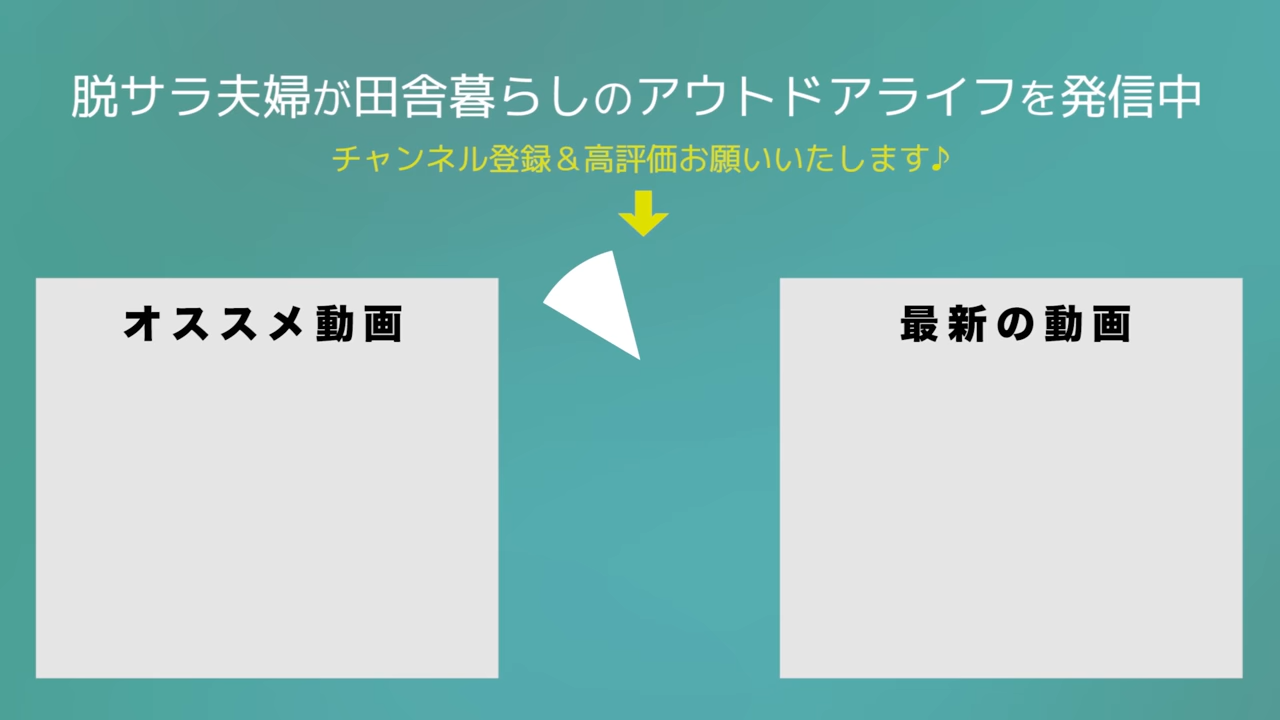 脱サラ夫婦が田舎暮らしのアウトドアライフを発信中
チャンネル登録＆高評価お願いいたします♪
オススメ動画
最新の動画